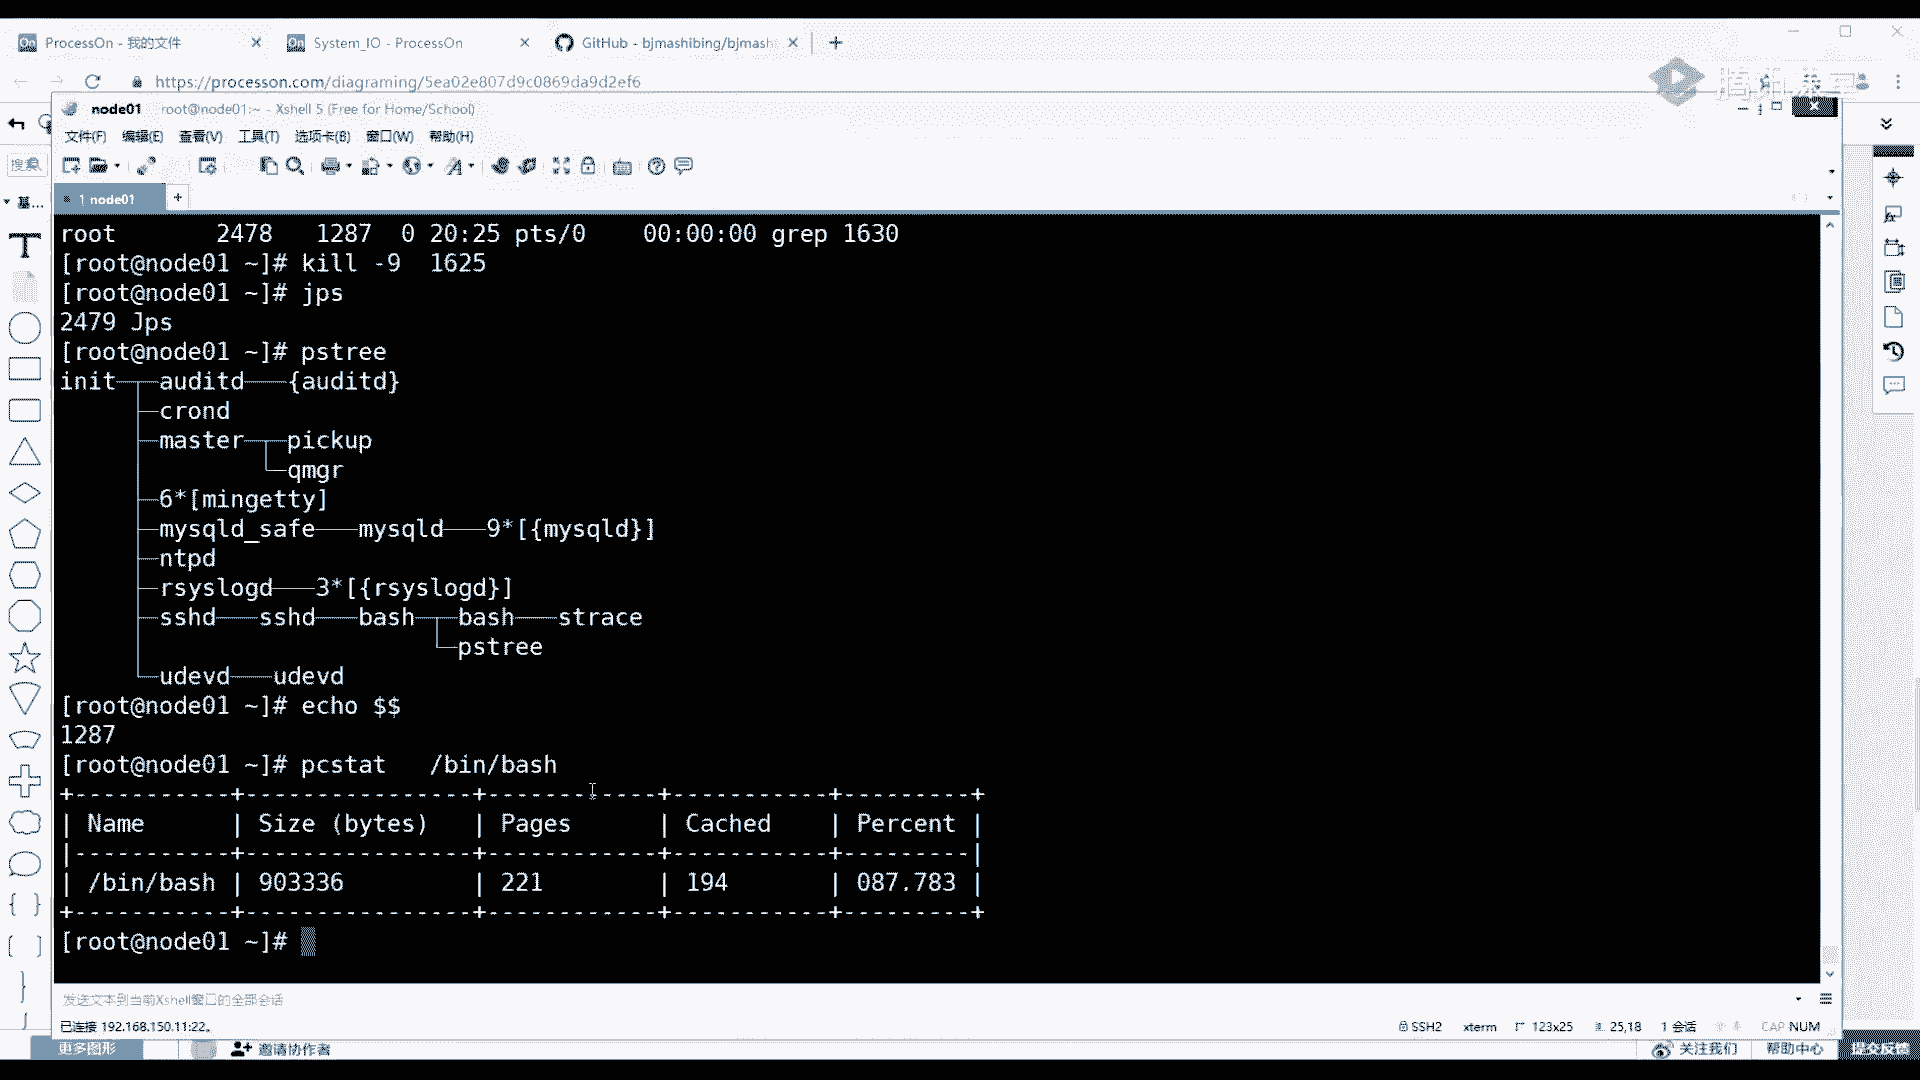 ProcessOn - 我的文件
System_IO - ProcessOn
GitHub - bjmashibing/bjmash
https://processon.com/diagraming/5ea02e807d9c0869da9d2ef6
node01 root@node01:~ - Xshell 5 (Free for Home/School)
文件(F) 编辑(E) 查看(V) 工具(T) 选项卡(B) 窗口(W) 帮助(H)
搜索
1 node01
基...
root 2478 1287 0 20:25 pts/0 00:00:00 grep 1630
[root@node01 ~]# kill -9 1625
[root@node01 ~]# jps
2479 Jps
[root@node01 ~]# pstree
init─┬─auditd───{auditd}
├─crond
├─master─┬─pickup
└─qmgr
├─6*[mingetty]
├─mysqld_safe───mysqld───9*[{mysqld}]
├─ntpd
├─rsyslogd───3*[{rsyslogd}]
├─sshd───sshd───bash─┬─bash───strace
└─pstree
└─udevd───udevd
[root@node01 ~]# echo $$
1287
[root@node01 ~]# pcstat /bin/bash
+-----------+----------------+------------+-----------+---------+
| Name | Size (bytes) | Pages | Cached | Percent |
|-----------+----------------+------------+-----------+---------|
| /bin/bash | 903336 | 221 | 194 | 087.783 |
+-----------+----------------+------------+-----------+---------+
[root@node01 ~]#
发送文本到当前Xshell窗口的全部会话
已连接 192.168.150.11:22。 SSH2 xterm 123x25 25,18 1 会话 CAP NUM
更多图形 邀请协作者 关注我们 帮助中心 提交反馈